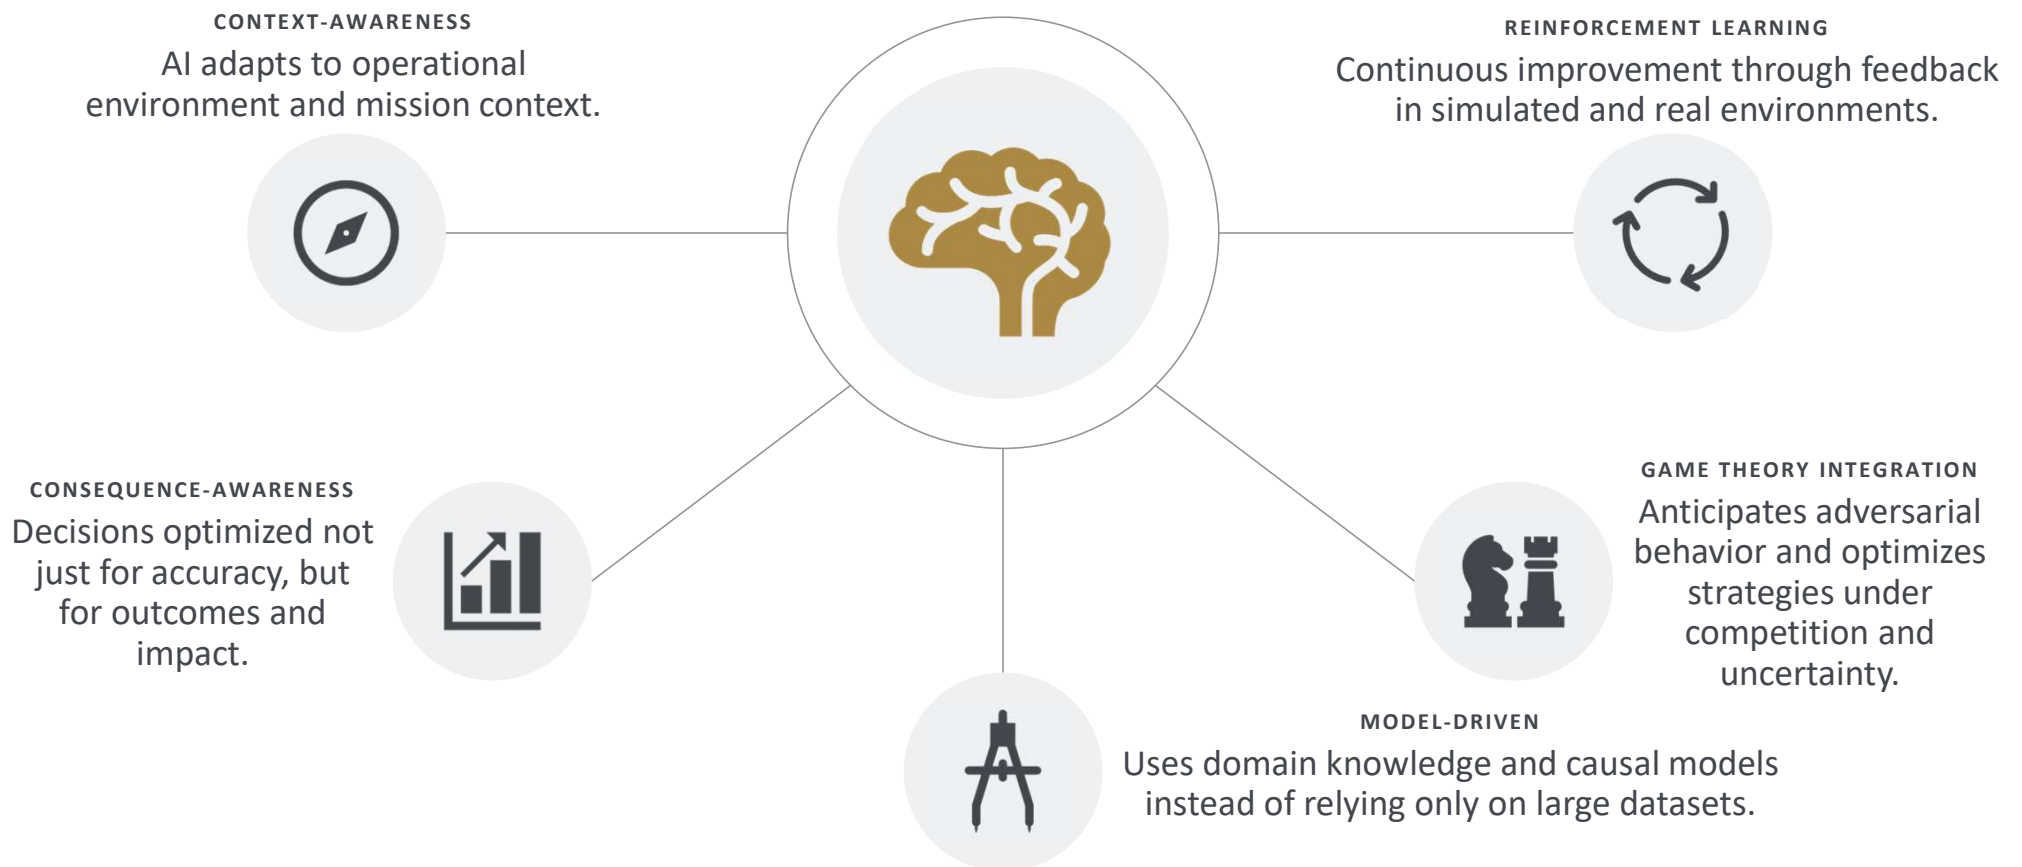 CONTEXT-AWARENESS
AI adapts to operational
environment and mission context.
REINFORCEMENT LEARNING
Continuous improvement through feedback
in simulated and real environments.
CONSEQUENCE-AWARENESS
Decisions optimized not
just for accuracy, but
for outcomes and
impact.
GAME THEORY INTEGRATION
Anticipates adversarial
behavior and optimizes
strategies under
competition and
uncertainty.
MODEL-DRIVEN
Uses domain knowledge and causal models
instead of relying only on large datasets.